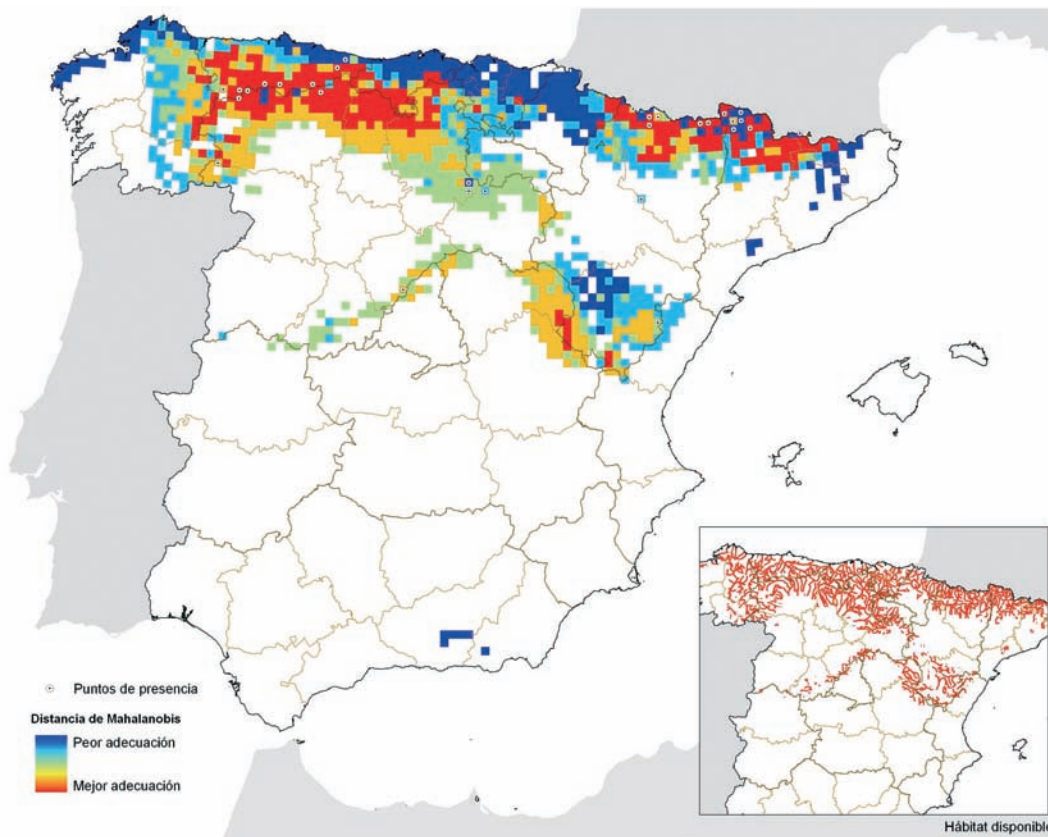 Puntos de presencia
Distancia de Mahalanobis
Peor adecuación
Mejor adecuación
Hábitat disponible